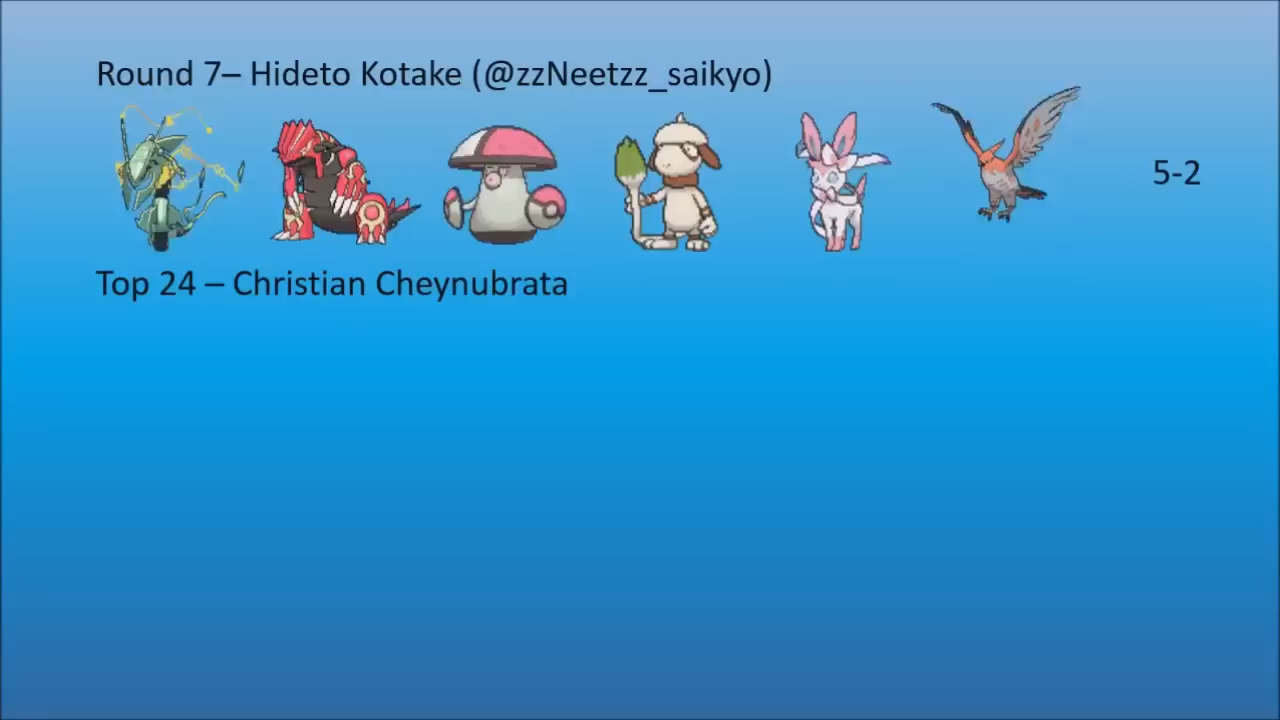 Round 7– Hideto Kotake (@zzNeetzz_saikyo)
5-2
Top 24 – Christian Cheynubrata